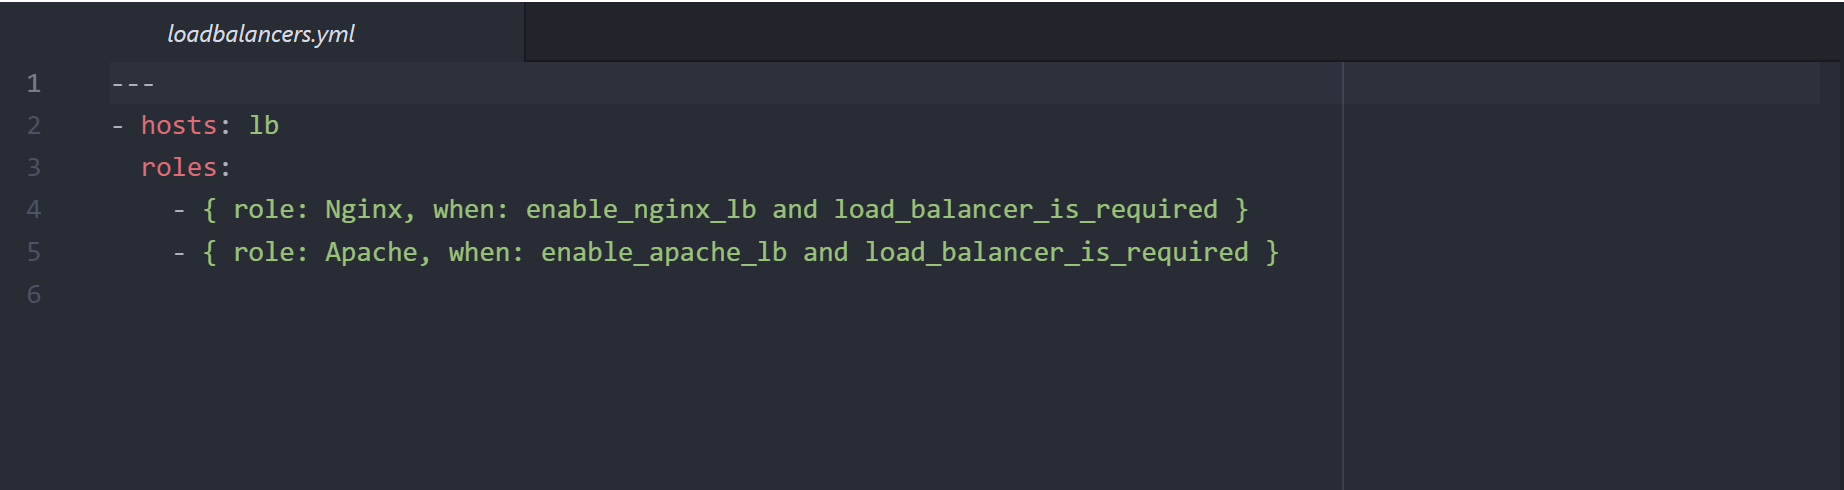 loadbalancers.yml
1 ---
2 - hosts: lb
3   roles:
4     - { role: Nginx, when: enable_nginx_lb and load_balancer_is_required }
5     - { role: Apache, when: enable_apache_lb and load_balancer_is_required }
6